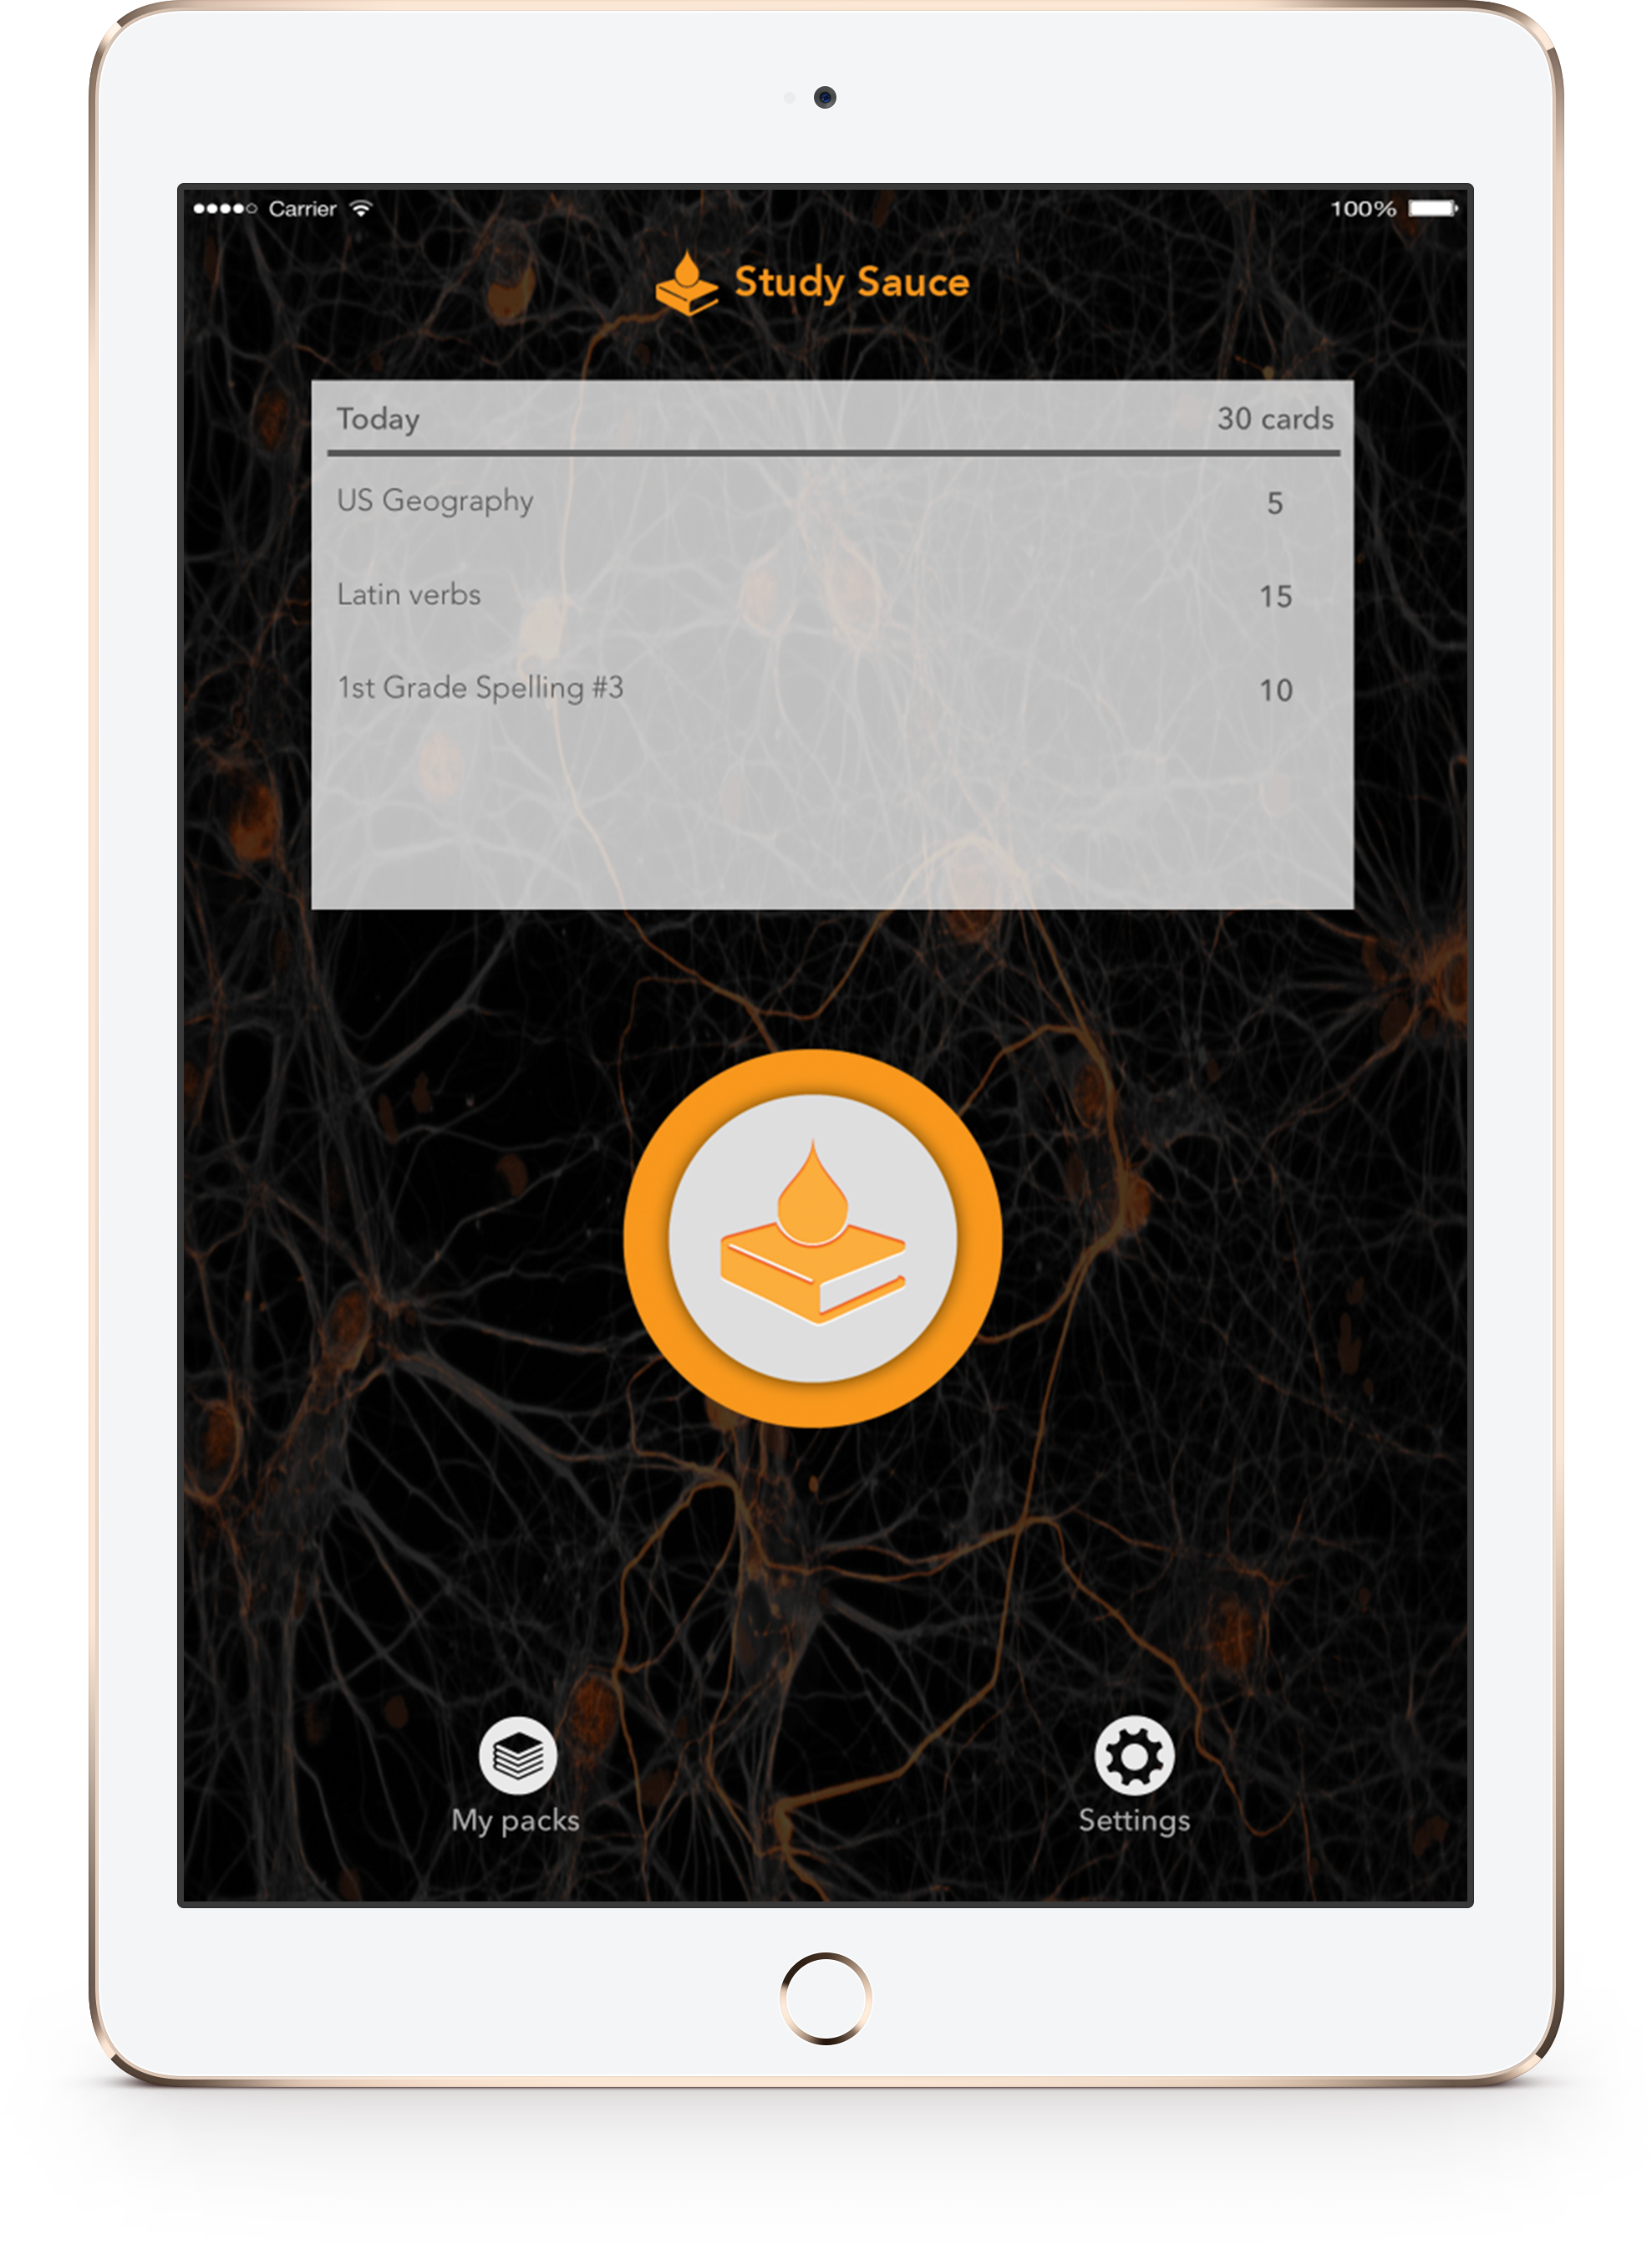 Carrier 100%
Study Sauce
Today 30 cards
US Geography 5
Latin verbs 15
1st Grade Spelling #3 10
My packs Settings